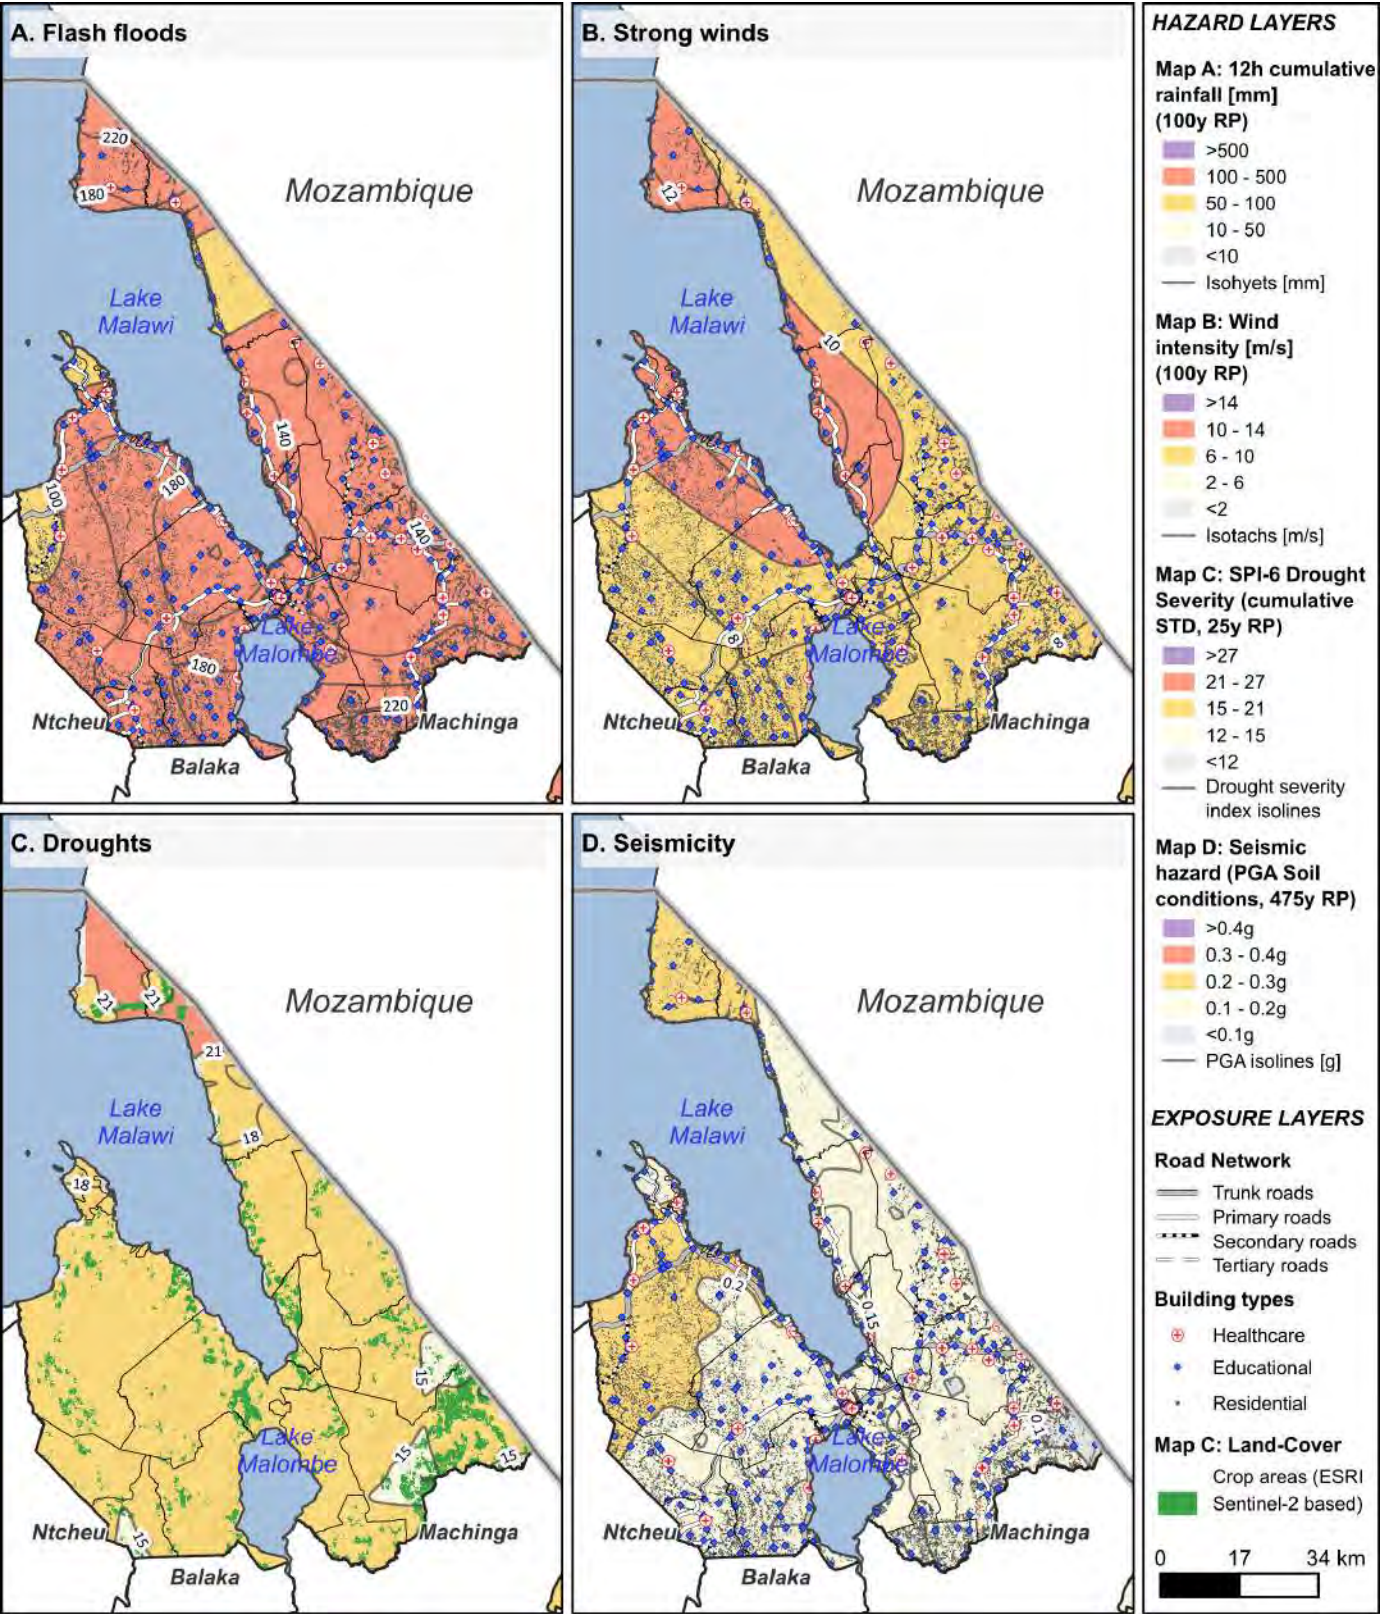 A. Flash floods
220
180
Mozambique
Lake
Malawi
140
100
180
140
Lake
Malombe
180
220
Ntcheu
Machinga
Balaka
B. Strong winds
12
Mozambique
Lake
Malawi
10
8
Lake
Malombe
8
Ntcheu
Machinga
Balaka
C. Droughts
21
21
Mozambique
21
Lake
Malawi
18
18
15
Lake
Malombe
15
15
Ntcheu
15
Machinga
Balaka
D. Seismicity
Mozambique
Lake
Malawi
0.2
0.15
0.1
Lake
Malombe
Ntcheu
Machinga
Balaka
HAZARD LAYERS
Map A: 12h cumulative
rainfall [mm]
(100y RP)
>500
100 - 500
50 - 100
10 - 50
<10
Isohyets [mm]
Map B: Wind
intensity [m/s]
(100y RP)
>14
10 - 14
6 - 10
2 - 6
<2
Isotachs [m/s]
Map C: SPI-6 Drought
Severity (cumulative
STD, 25y RP)
>27
21 - 27
15 - 21
12 - 15
<12
Drought severity
index isolines
Map D: Seismic
hazard (PGA Soil
conditions, 475y RP)
>0.4g
0.3 - 0.4g
0.2 - 0.3g
0.1 - 0.2g
<0.1g
PGA isolines [g]
EXPOSURE LAYERS
Road Network
Trunk roads
Primary roads
Secondary roads
Tertiary roads
Building types
Healthcare
Educational
Residential
Map C: Land-Cover
Crop areas (ESRI
Sentinel-2 based)
0 17 34 km